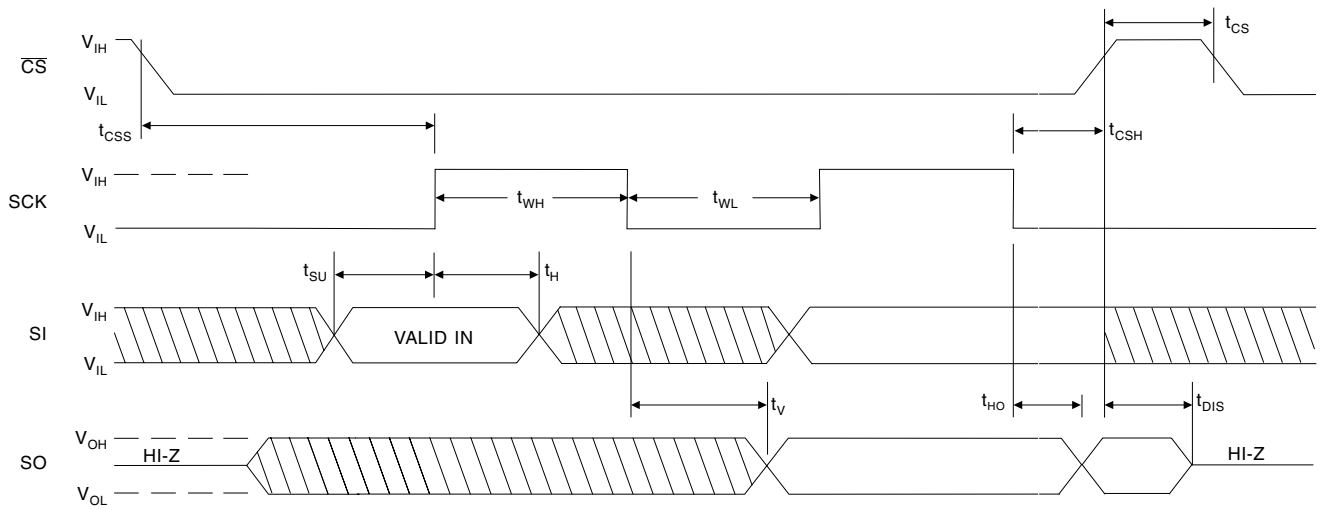 V_IH
t_CS
C̅S̅
V_IL
t_CSS
t_CSH
V_IH
SCK
t_WH
t_WL
V_IL
t_SU
t_H
V_IH
SI
VALID IN
V_IL
t_V
t_HO
t_DIS
V_OH
SO
HI-Z
HI-Z
V_OL